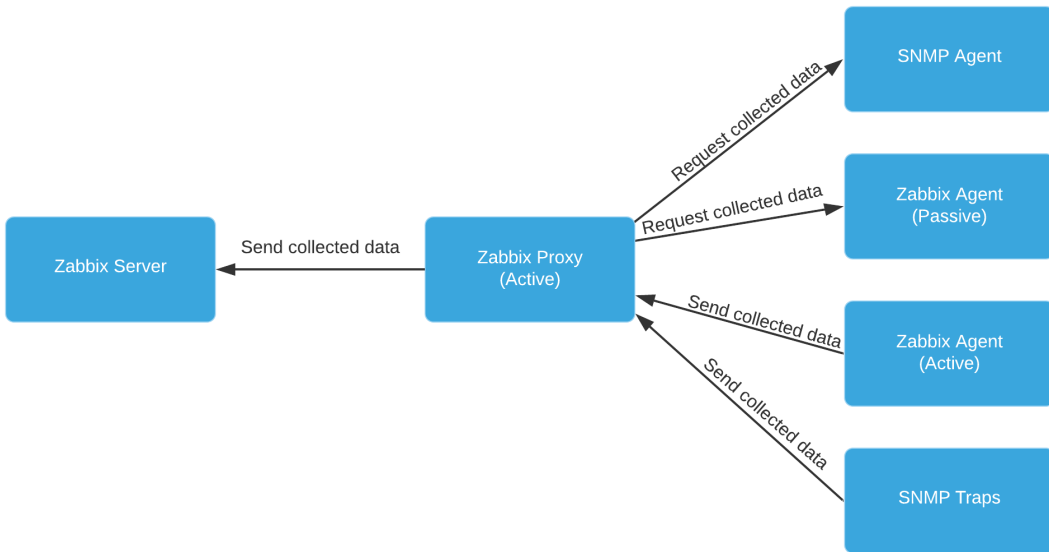 SNMP Agent
Request collected data
Zabbix Agent
(Passive)
Request collected data
Send collected data
Zabbix Server
Zabbix Proxy
(Active)
Send collected data
Zabbix Agent
(Active)
Send collected data
SNMP Traps